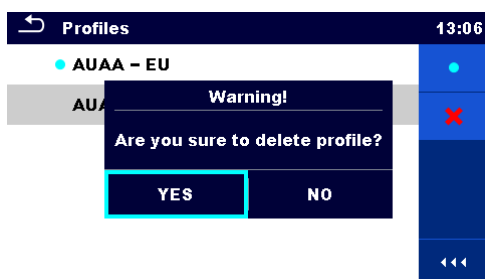 Profiles 13:06
AUAA – EU
AUA
Warning!
Are you sure to delete profile?
YES NO